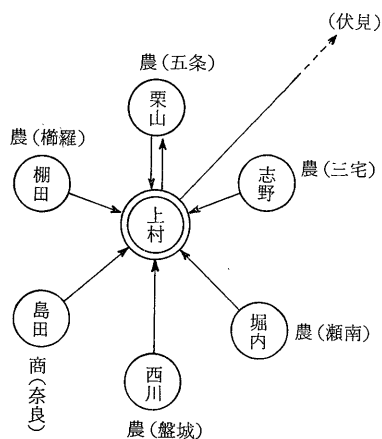 (伏見)
農(五条)
栗山
農(櫛羅)
棚田
志野
農(三宅)
上村
島田
商(奈良)
西川
農(盤城)
堀内
農(瀬南)